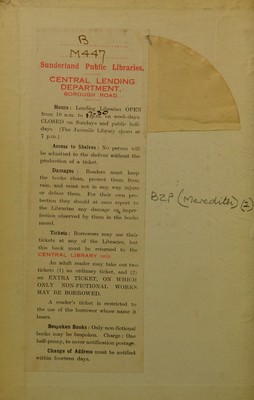 B
M447
Sunderland Public Libraries.
CENTRAL LENDING
DEPARTMENT,
BOROUGH ROAD.
Hours: Lending Libraries OPEN
from 10 a.m. to 7.30 on week-days
CLOSED on Sundays and public holi-
days. (The Juvenile Library closes at
7 p.m.)
Access to Shelves: No person will
be admitted to the shelves without the
production of a ticket.
Damages: Readers must keep
the books clean, protect them from
rain, and must not in any way injure
or deface them. For their own pro-
tection they should at once report to
the Librarian any damage or imper-
fection observed by them in the books
issued.
Tickets: Borrowers may use their
tickets at any of the Libraries, but
this book must be returned to the
CENTRAL LIBRARY only.
An adult reader may take out two
tickets (1) an ordinary ticket, and (2)
an EXTRA TICKET, ON WHICH
ONLY NON-FICTIONAL WORKS
MAY BE BORROWED.
A reader's ticket is restricted to
the use of the borrower whose name it
bears.
Bespoken Books: Only non-fictional
books may be bespoken. Charge: One
half-penny, to cover notification postage.
Change of Address must be notified
within fourteen days.
BZP (Meredith) (2)